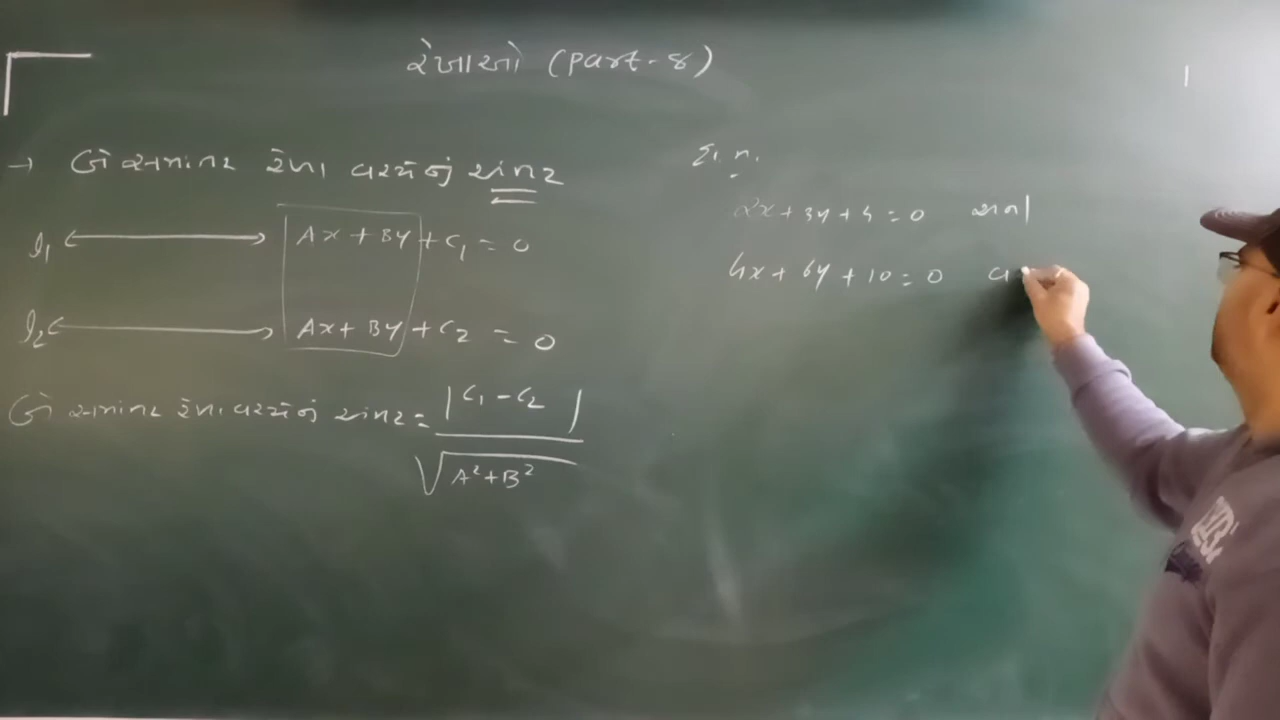 રેખાઓ (part-8)
→ બે સમાંતર રેખા વચ્ચેનું અંતર
l₁ Ax + By + C₁ = 0
l₂ Ax + By + C₂ = 0
બે સમાંતર રેખા વચ્ચેનું અંતર = |C₁ - C₂| / √A² + B²
દા.ત.
2x + 3y + 4 = 0 અને
4x + 6y + 10 = 0